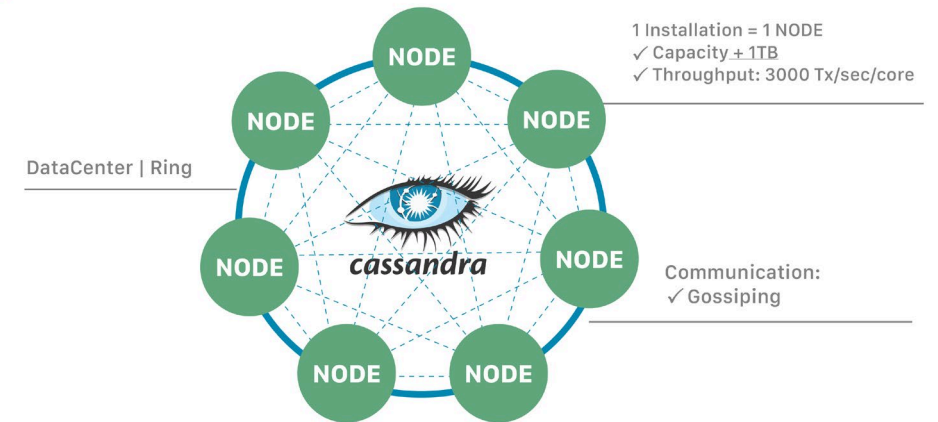 1 Installation = 1 NODE
✓ Capacity + 1TB
✓ Throughput: 3000 Tx/sec/core
NODE
NODE
NODE
DataCenter | Ring
NODE
cassandra
NODE
Communication:
✓ Gossiping
NODE
NODE